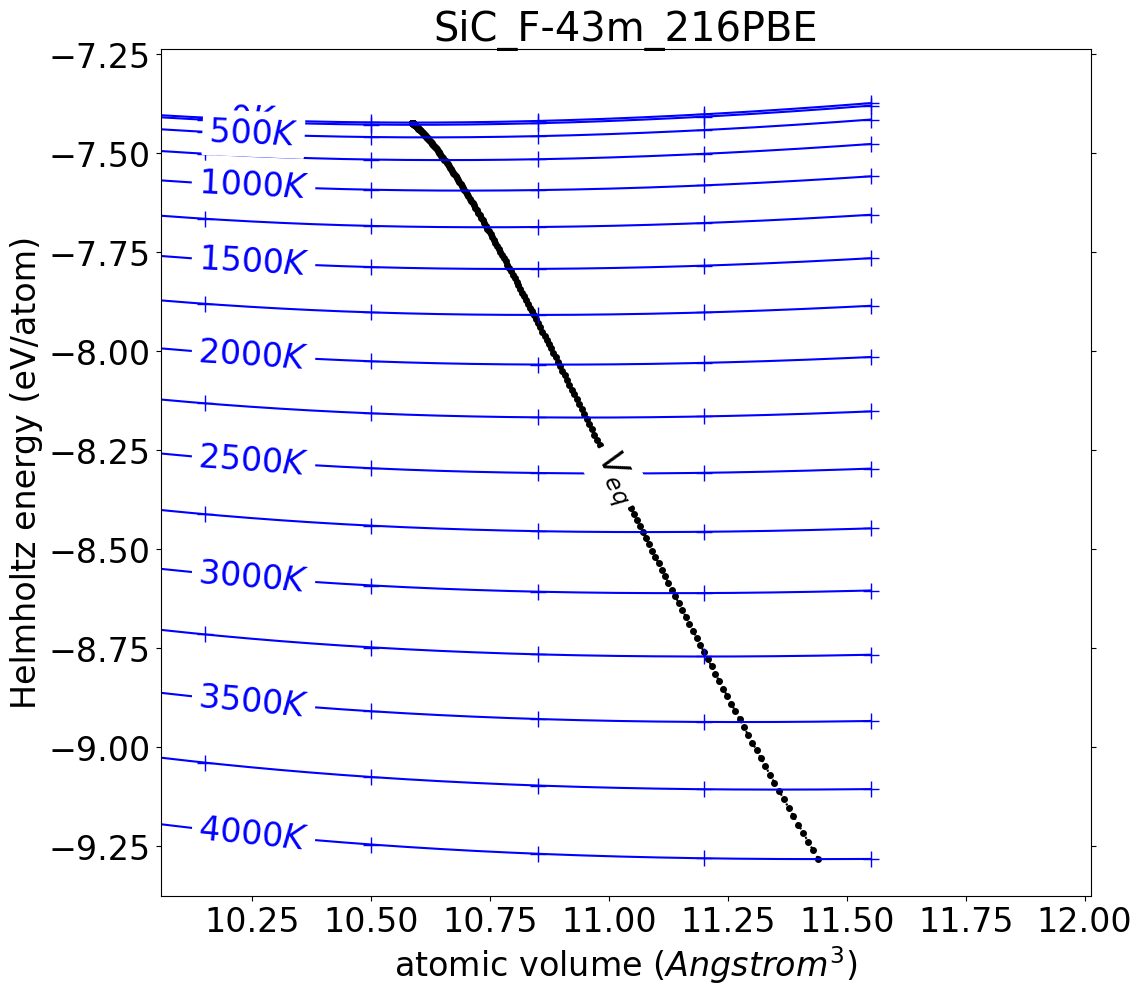 SiC_F-43m_216PBE
Helmholtz energy (eV/atom)
−7.25
−7.50
−7.75
−8.00
−8.25
−8.50
−8.75
−9.00
−9.25
0K
500K
1000K
1500K
2000K
2500K
3000K
3500K
4000K
V_eq
10.25 10.50 10.75 11.00 11.25 11.50 11.75 12.00
atomic volume (Angstrom³)